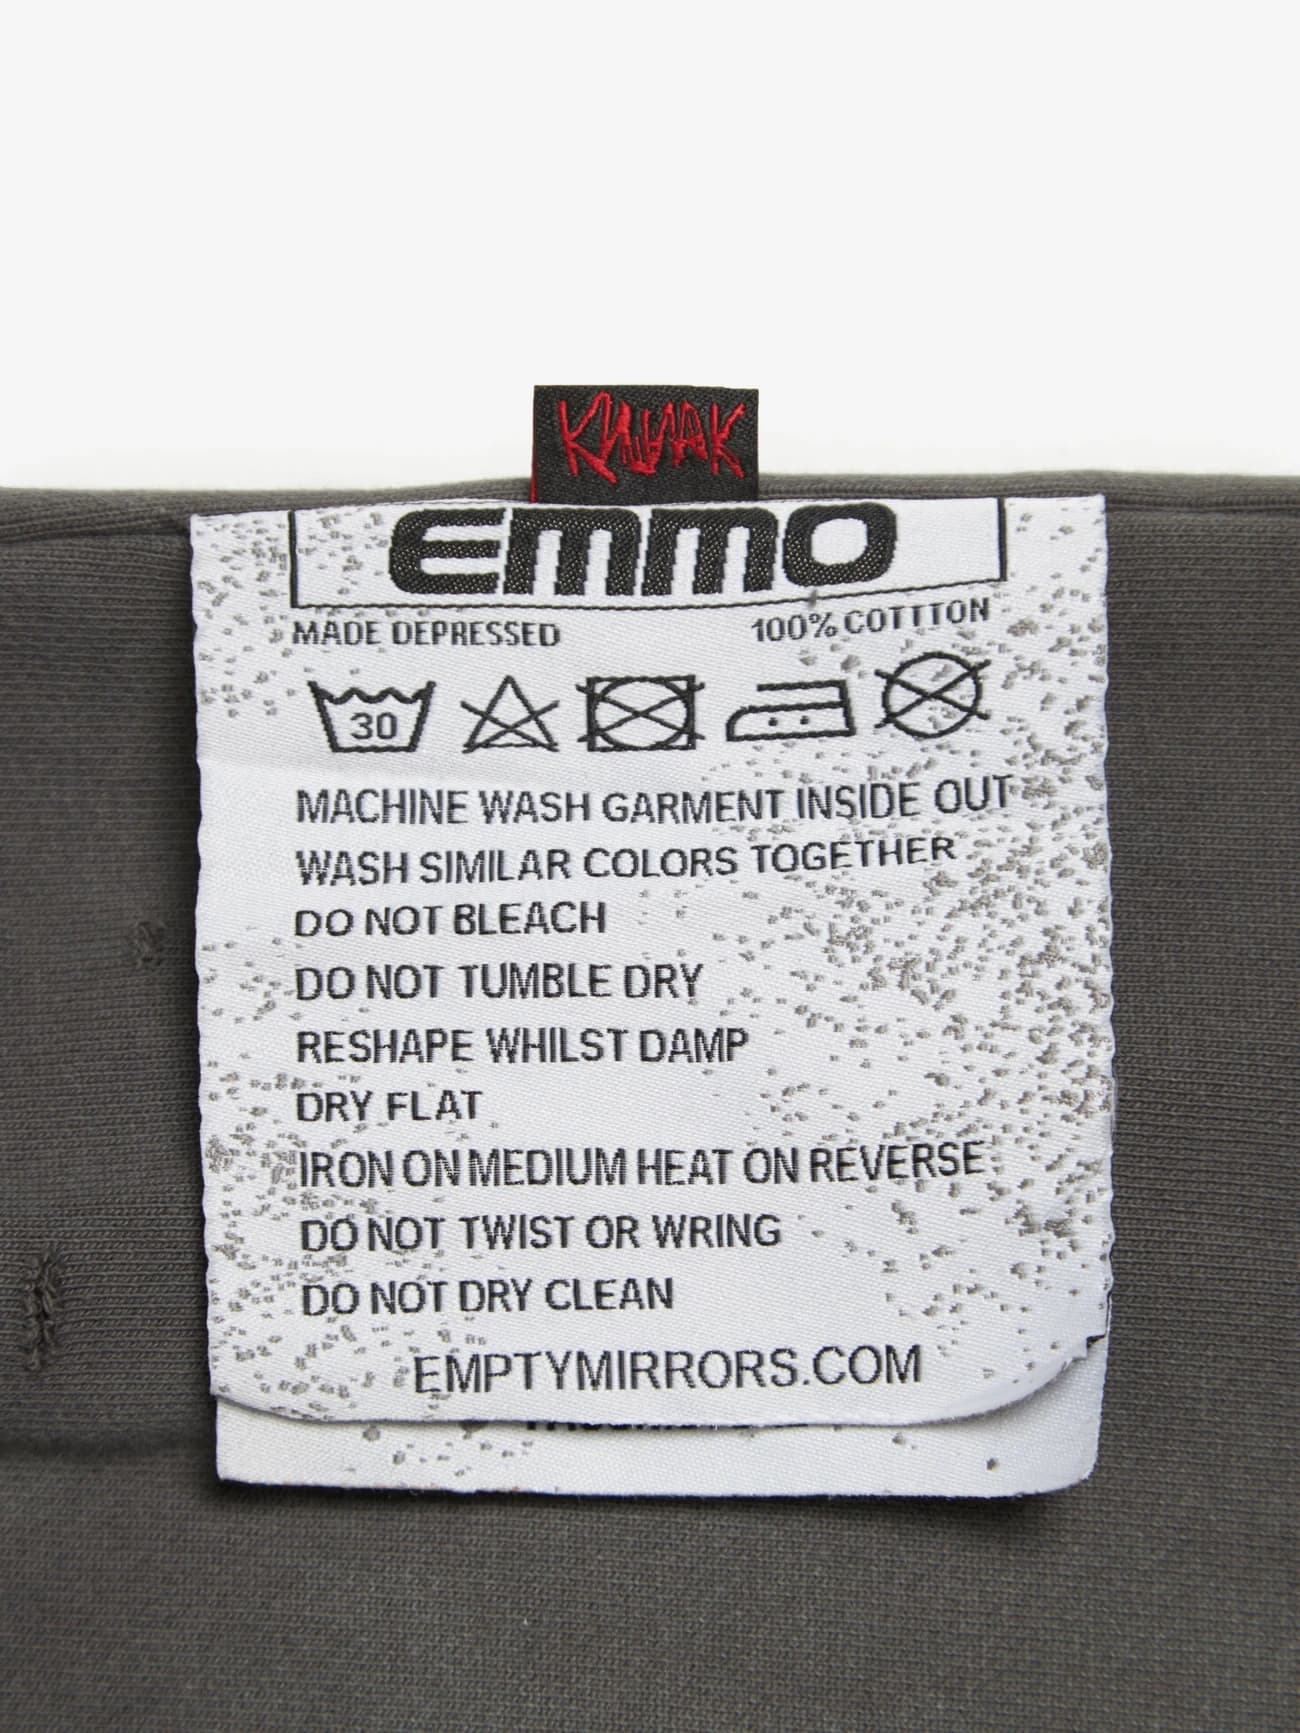 EMMO
MADE DEPRESSED 100% COTTTON
30
MACHINE WASH GARMENT INSIDE OUT
WASH SIMILAR COLORS TOGETHER
DO NOT BLEACH
DO NOT TUMBLE DRY
RESHAPE WHILST DAMP
DRY FLAT
IRON ON MEDIUM HEAT ON REVERSE
DO NOT TWIST OR WRING
DO NOT DRY CLEAN
EMPTYMIRRORS.COM